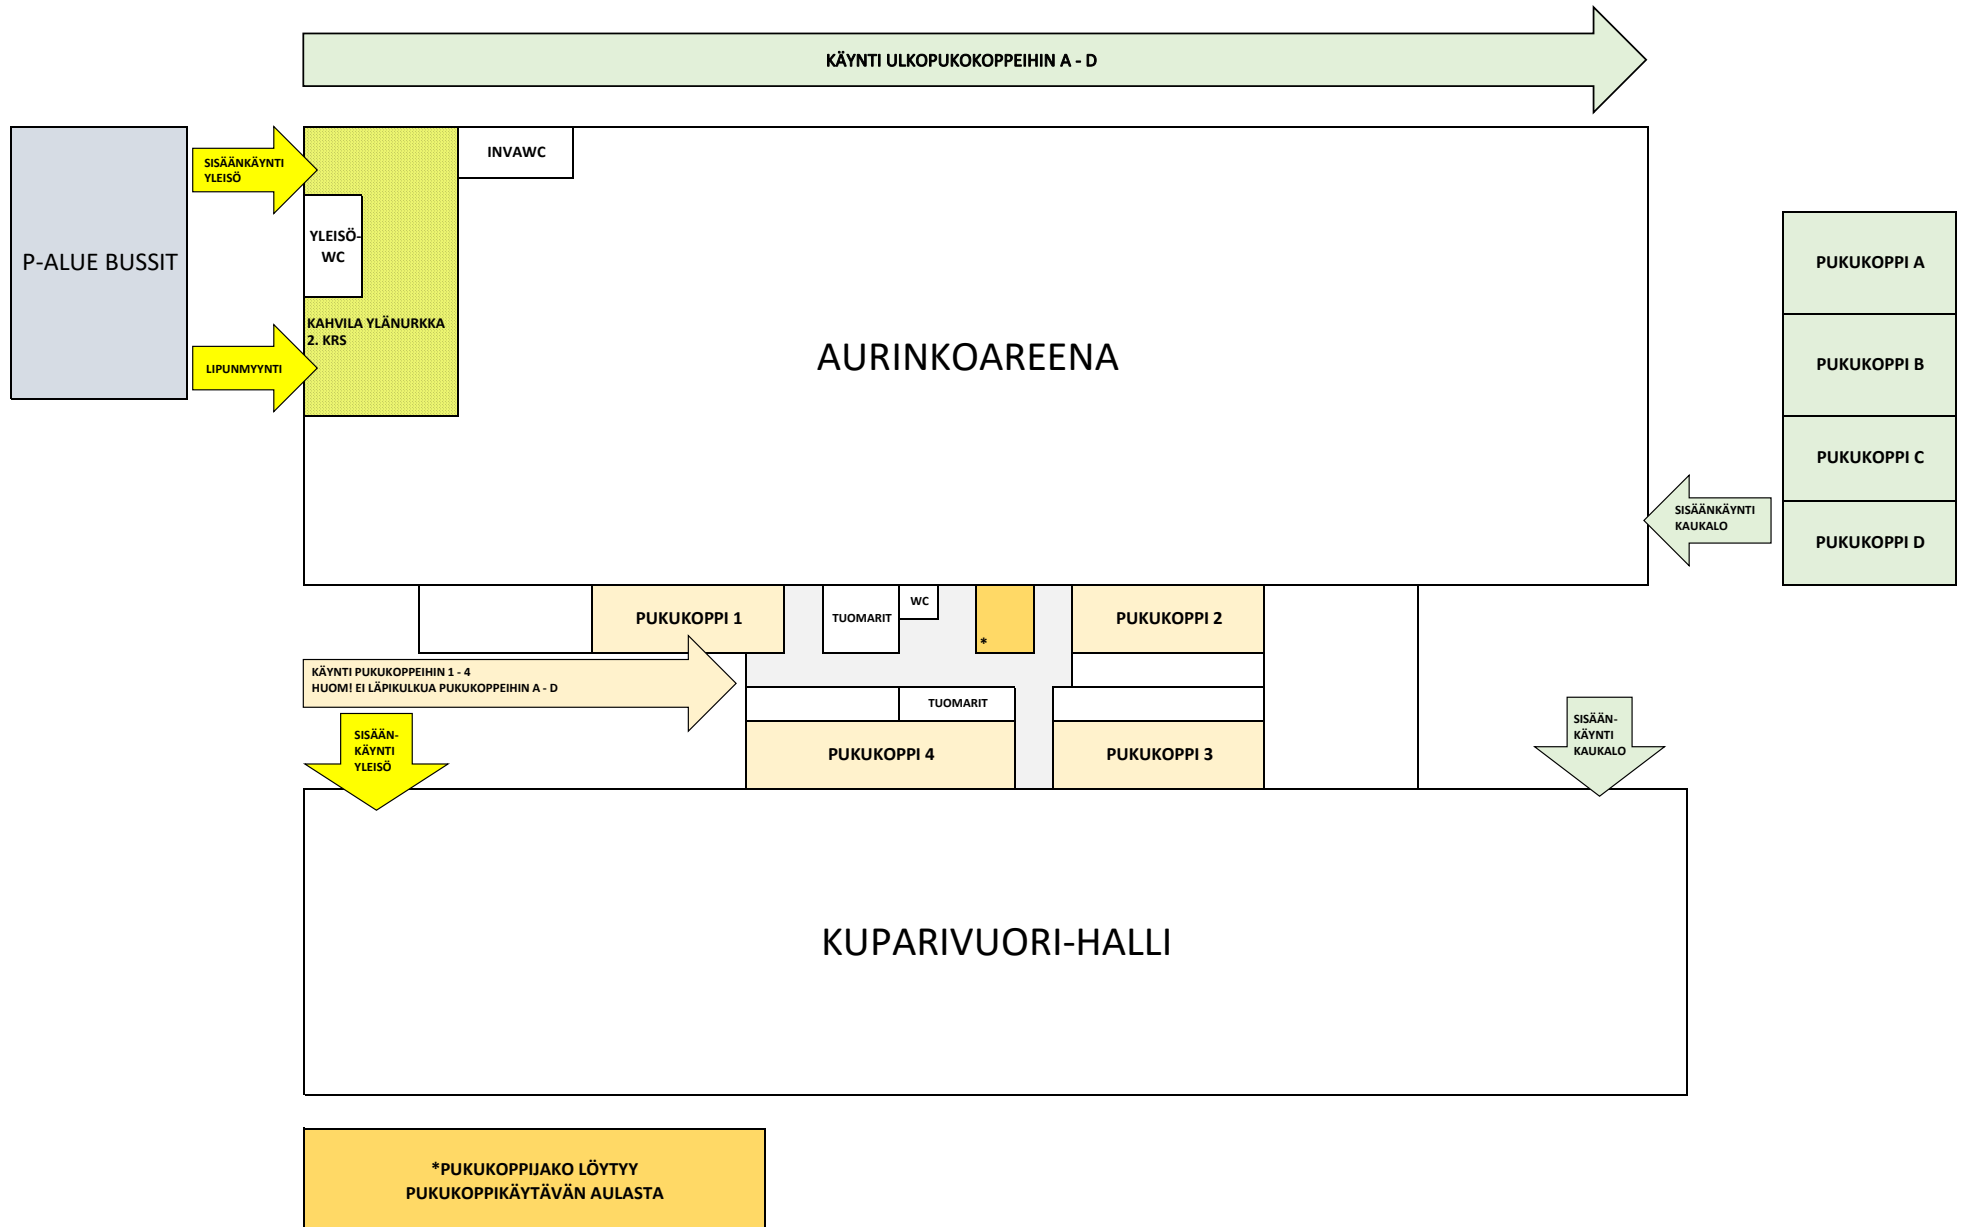 KÄYNTI ULKOPUKOKOPPEIHIN A - D
SISÄÄNKÄYNTI
YLEISÖ
INVAWC
YLEISÖ-
WC
P-ALUE BUSSIT
KAHVILA YLÄNURKKA
2. KRS
LIPUNMYYNTI
AURINKOAREENA
PUKUKOPPI A
PUKUKOPPI B
PUKUKOPPI C
PUKUKOPPI D
SISÄÄNKÄYNTI
KAUKALO
PUKUKOPPI 1
TUOMARIT
WC
*
PUKUKOPPI 2
KÄYNTI PUKUKOPPEIHIN 1 - 4
HUOM! EI LÄPIKULKUA PUKUKOPPEIHIN A - D
TUOMARIT
SISÄÄN-
KÄYNTI
YLEISÖ
PUKUKOPPI 4
PUKUKOPPI 3
SISÄÄN-
KÄYNTI
KAUKALO
KUPARIVUORI-HALLI
*PUKUKOPPIJAKO LÖYTYY
PUKUKOPPIKÄYTÄVÄN AULASTA